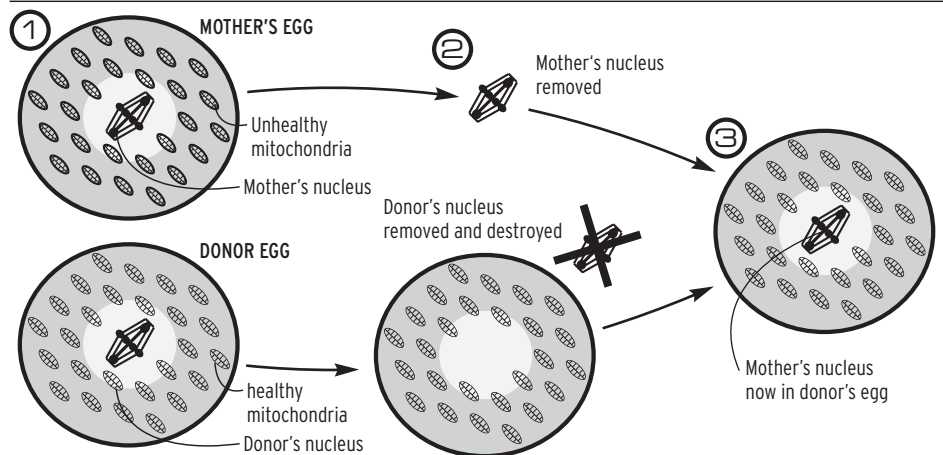 1
MOTHER'S EGG
Unhealthy
mitochondria
Mother's nucleus
2
Mother's nucleus
removed
3
DONOR EGG
healthy
mitochondria
Donor's nucleus
Donor's nucleus
removed and destroyed
Mother's nucleus
now in donor's egg